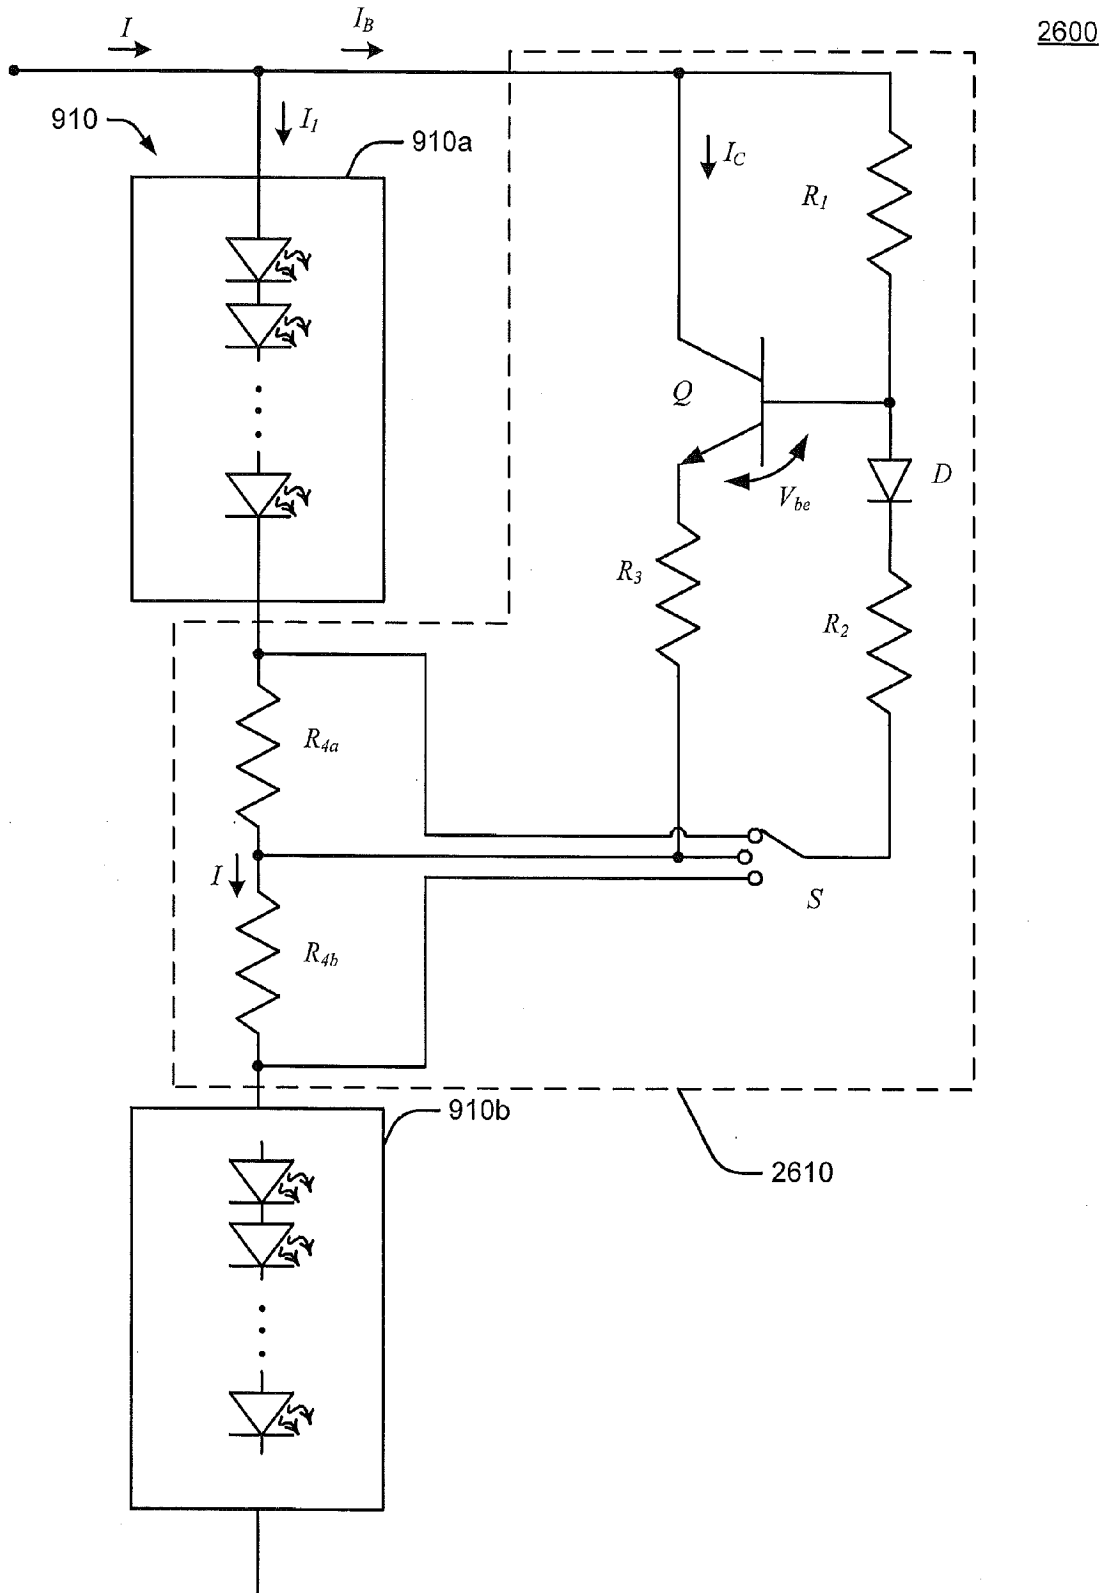 2600
I
I_B
910
I_1
910a
I_C
R_1
Q
D
V_be
R_3
R_2
R_4a
I
S
R_4b
910b
2610